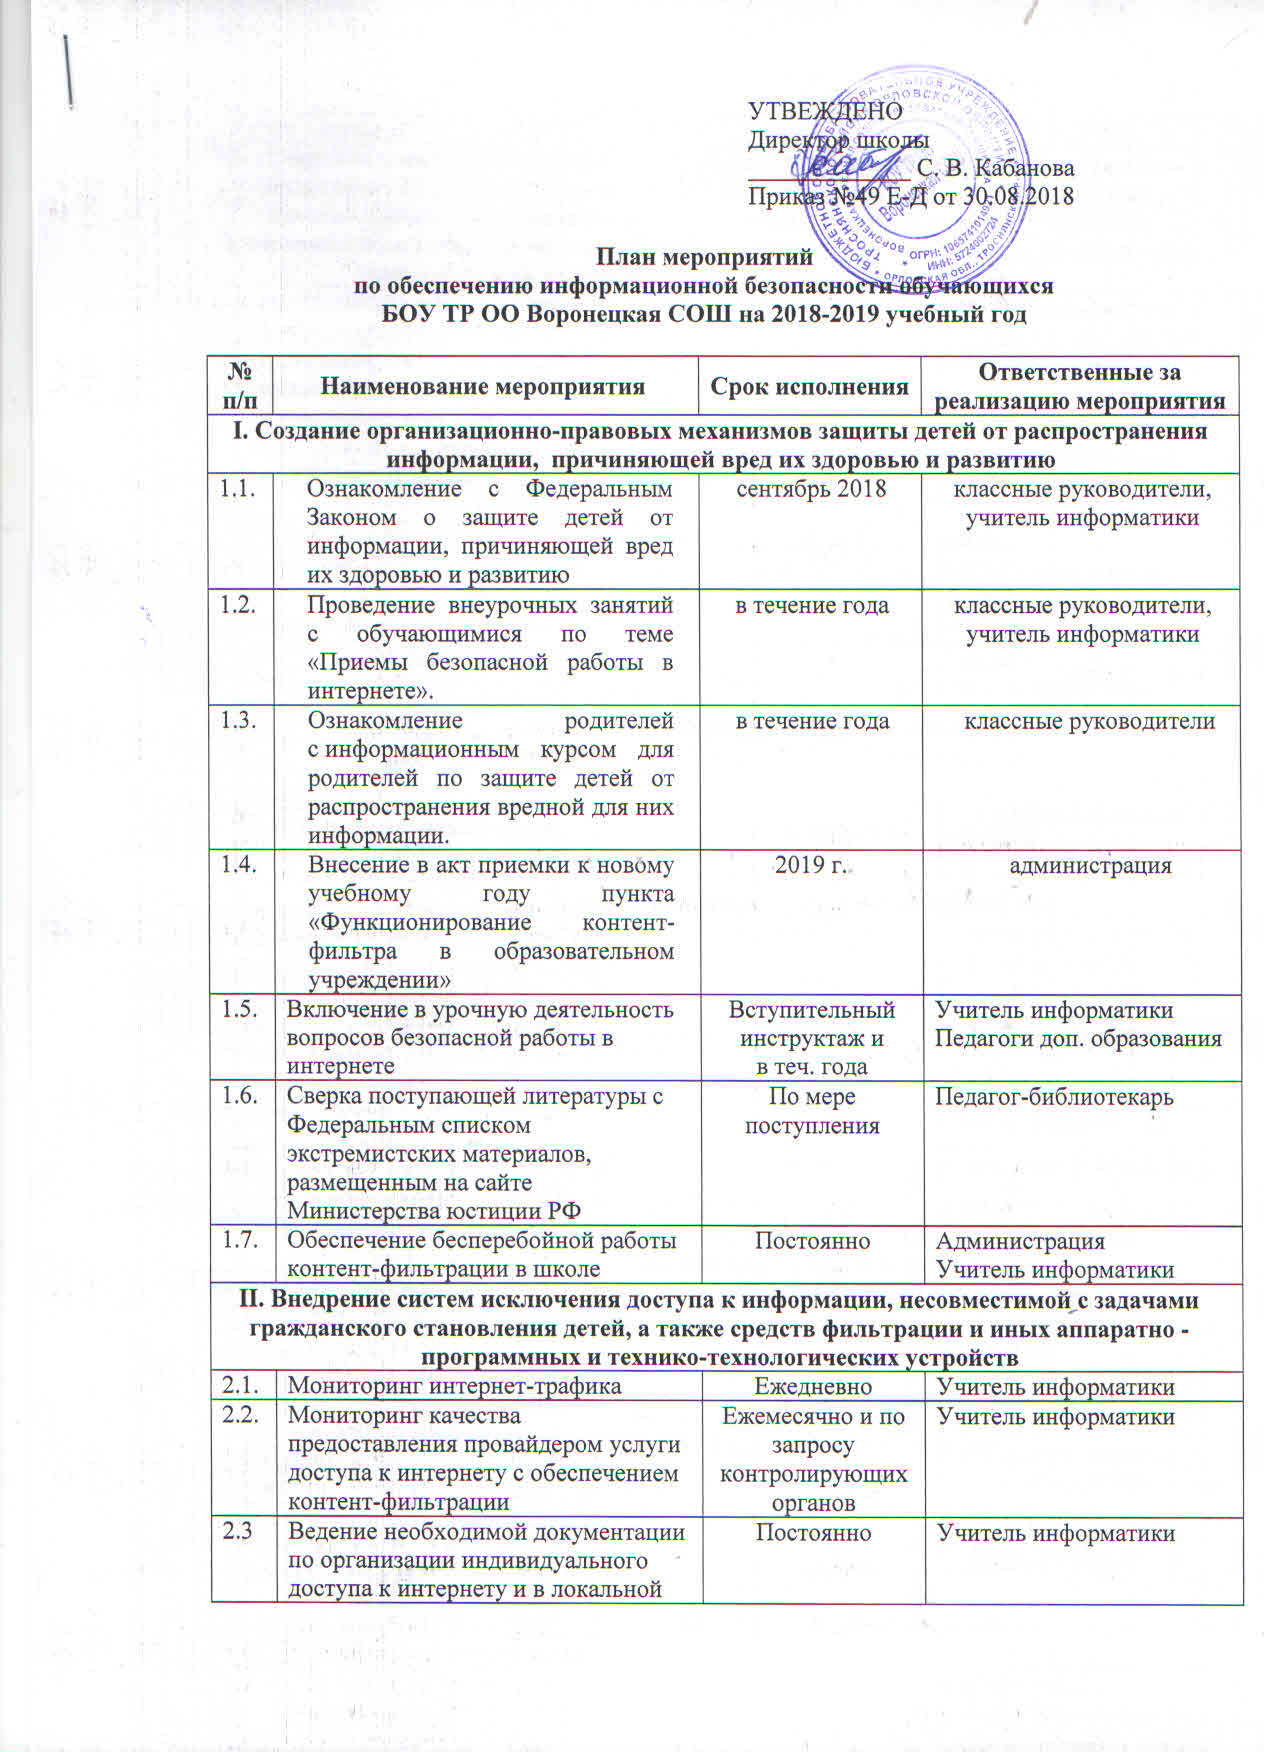 УТВЕЖДЕНО
Директор школы
С. В. Кабанова
Приказ №49 Е-Д от 30.08.2018
ОГРН: 1065741014921
ИНН: 5724002724
План мероприятий
по обеспечению информационной безопасности обучающихся
БОУ ТР ОО Воронецкая СОШ на 2018-2019 учебный год
№ п/п
Наименование мероприятия
Срок исполнения
Ответственные за
реализацию мероприятия
I. Создание организационно-правовых механизмов защиты детей от распространения
информации, причиняющей вред их здоровью и развитию
1.1.
Ознакомление с Федеральным
Законом о защите детей от
информации, причиняющей вред
их здоровью и развитию
сентябрь 2018
классные руководители,
учитель информатики
1.2.
Проведение внеурочных занятий
с обучающимися по теме
«Приемы безопасной работы в
интернете».
в течение года
классные руководители,
учитель информатики
1.3.
Ознакомление родителей
с информационным курсом для
родителей по защите детей от
распространения вредной для них
информации.
в течение года
классные руководители
1.4.
Внесение в акт приемки к новому
учебному году пункта
«Функционирование контент-
фильтра в образовательном
учреждении»
2019 г.
администрация
1.5.
Включение в урочную деятельность
вопросов безопасной работы в
интернете
Вступительный
инструктаж и
в теч. года
Учитель информатики
Педагоги доп. образования
1.6.
Сверка поступающей литературы с
Федеральным списком
экстремистских материалов,
размещенным на сайте
Министерства юстиции РФ
По мере
поступления
Педагог-библиотекарь
1.7.
Обеспечение бесперебойной работы
контент-фильтрации в школе
Постоянно
Администрация
Учитель информатики
II. Внедрение систем исключения доступа к информации, несовместимой с задачами
гражданского становления детей, а также средств фильтрации и иных аппаратно -
программных и технико-технологических устройств
2.1.
Мониторинг интернет-трафика
Ежедневно
Учитель информатики
2.2.
Мониторинг качества
предоставления провайдером услуги
доступа к интернету с обеспечением
контент-фильтрации
Ежемесячно и по
запросу
контролирующих
органов
Учитель информатики
2.3
Ведение необходимой документации
по организации индивидуального
доступа к интернету и в локальной
Постоянно
Учитель информатики